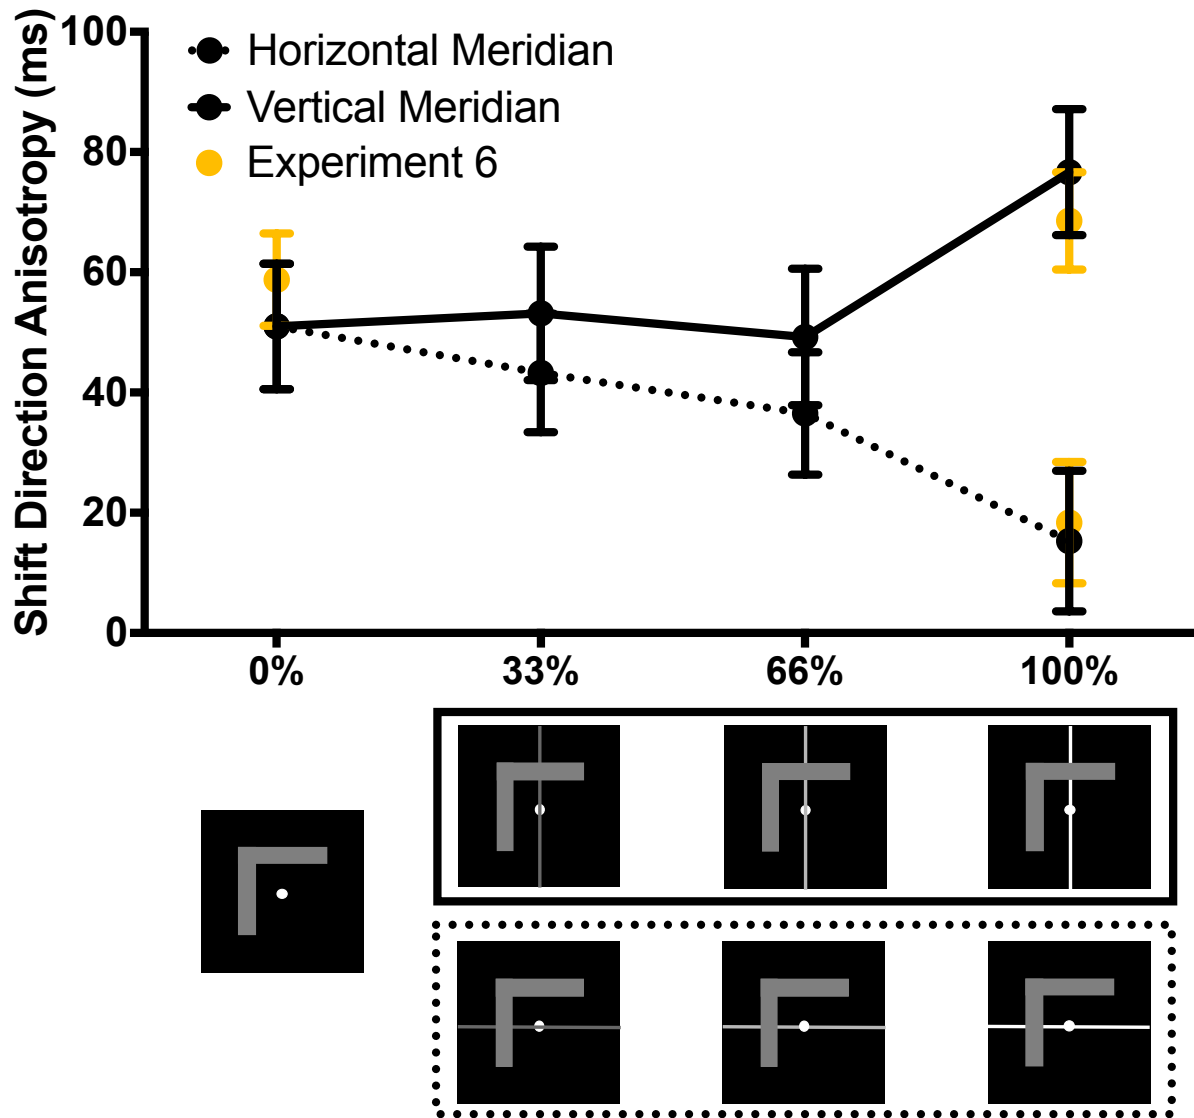 Shift Direction Anisotropy (ms)
100
80
60
40
20
0
Horizontal Meridian
Vertical Meridian
Experiment 6
0% 33% 66% 100%